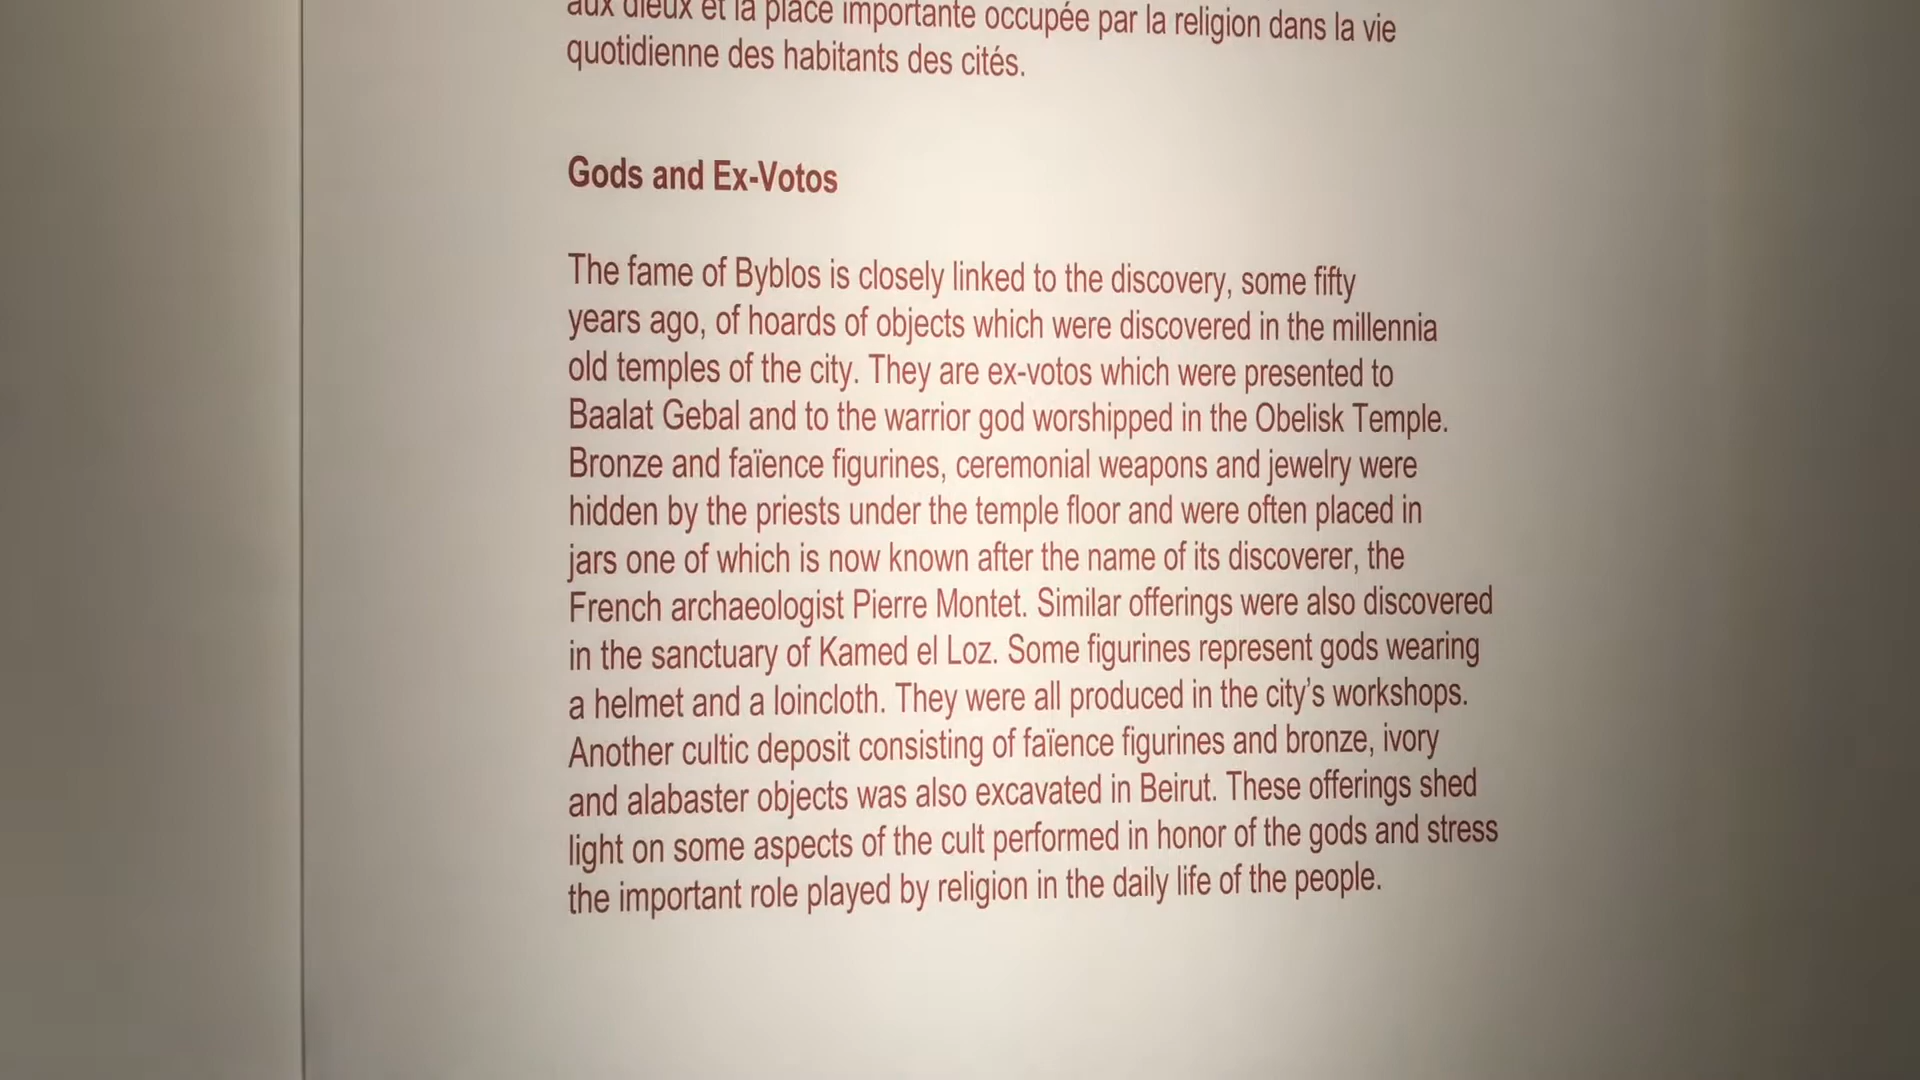 aux dieux et la place importante occupée par la religion dans la vie
quotidienne des habitants des cités.
Gods and Ex-Votos
The fame of Byblos is closely linked to the discovery, some fifty
years ago, of hoards of objects which were discovered in the millennia
old temples of the city. They are ex-votos which were presented to
Baalat Gebal and to the warrior god worshipped in the Obelisk Temple.
Bronze and faïence figurines, ceremonial weapons and jewelry were
hidden by the priests under the temple floor and were often placed in
jars one of which is now known after the name of its discoverer, the
French archaeologist Pierre Montet. Similar offerings were also discovered
in the sanctuary of Kamed el Loz. Some figurines represent gods wearing
a helmet and a loincloth. They were all produced in the city's workshops.
Another cultic deposit consisting of faïence figurines and bronze, ivory
and alabaster objects was also excavated in Beirut. These offerings shed
light on some aspects of the cult performed in honor of the gods and stress
the important role played by religion in the daily life of the people.